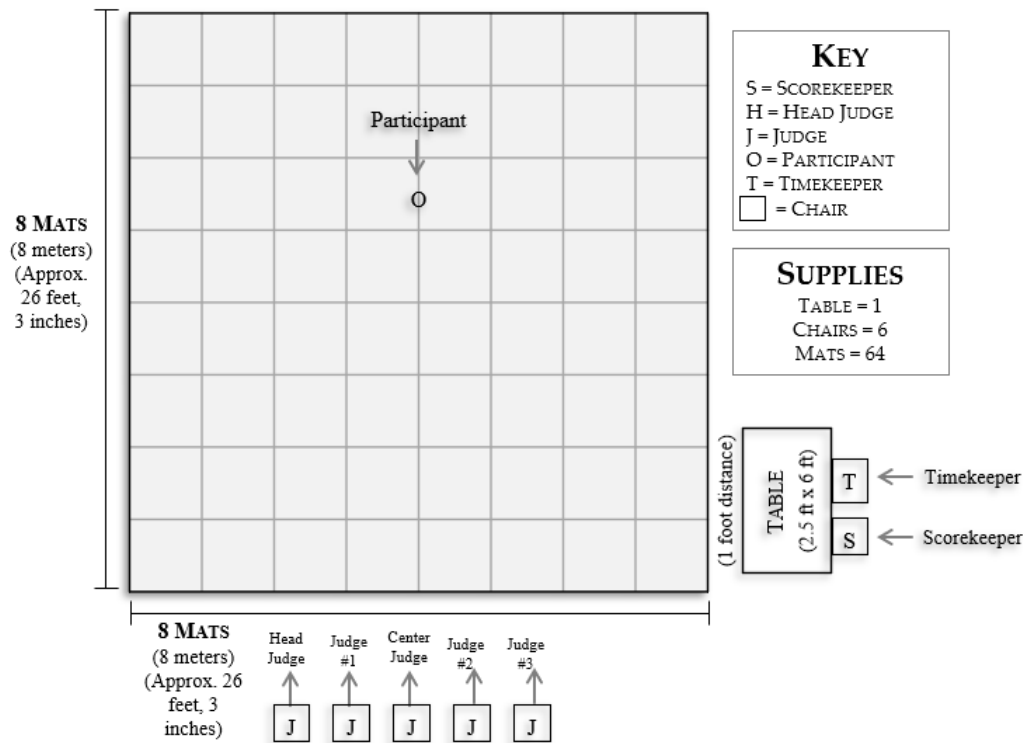 Participant
O
8 MATS
(8 meters)
(Approx.
26 feet,
3 inches)
KEY
S = SCOREKEEPER
H = HEAD JUDGE
J = JUDGE
O = PARTICIPANT
T = TIMEKEEPER
= CHAIR
SUPPLIES
TABLE = 1
CHAIRS = 6
MATS = 64
(1 foot distance)
TABLE
(2.5 ft x 6 ft)
T
Timekeeper
S
Scorekeeper
8 MATS
(8 meters)
(Approx. 26
feet, 3
inches)
Head
Judge
Judge
#1
Center
Judge
Judge
#2
Judge
#3
J
J
J
J
J